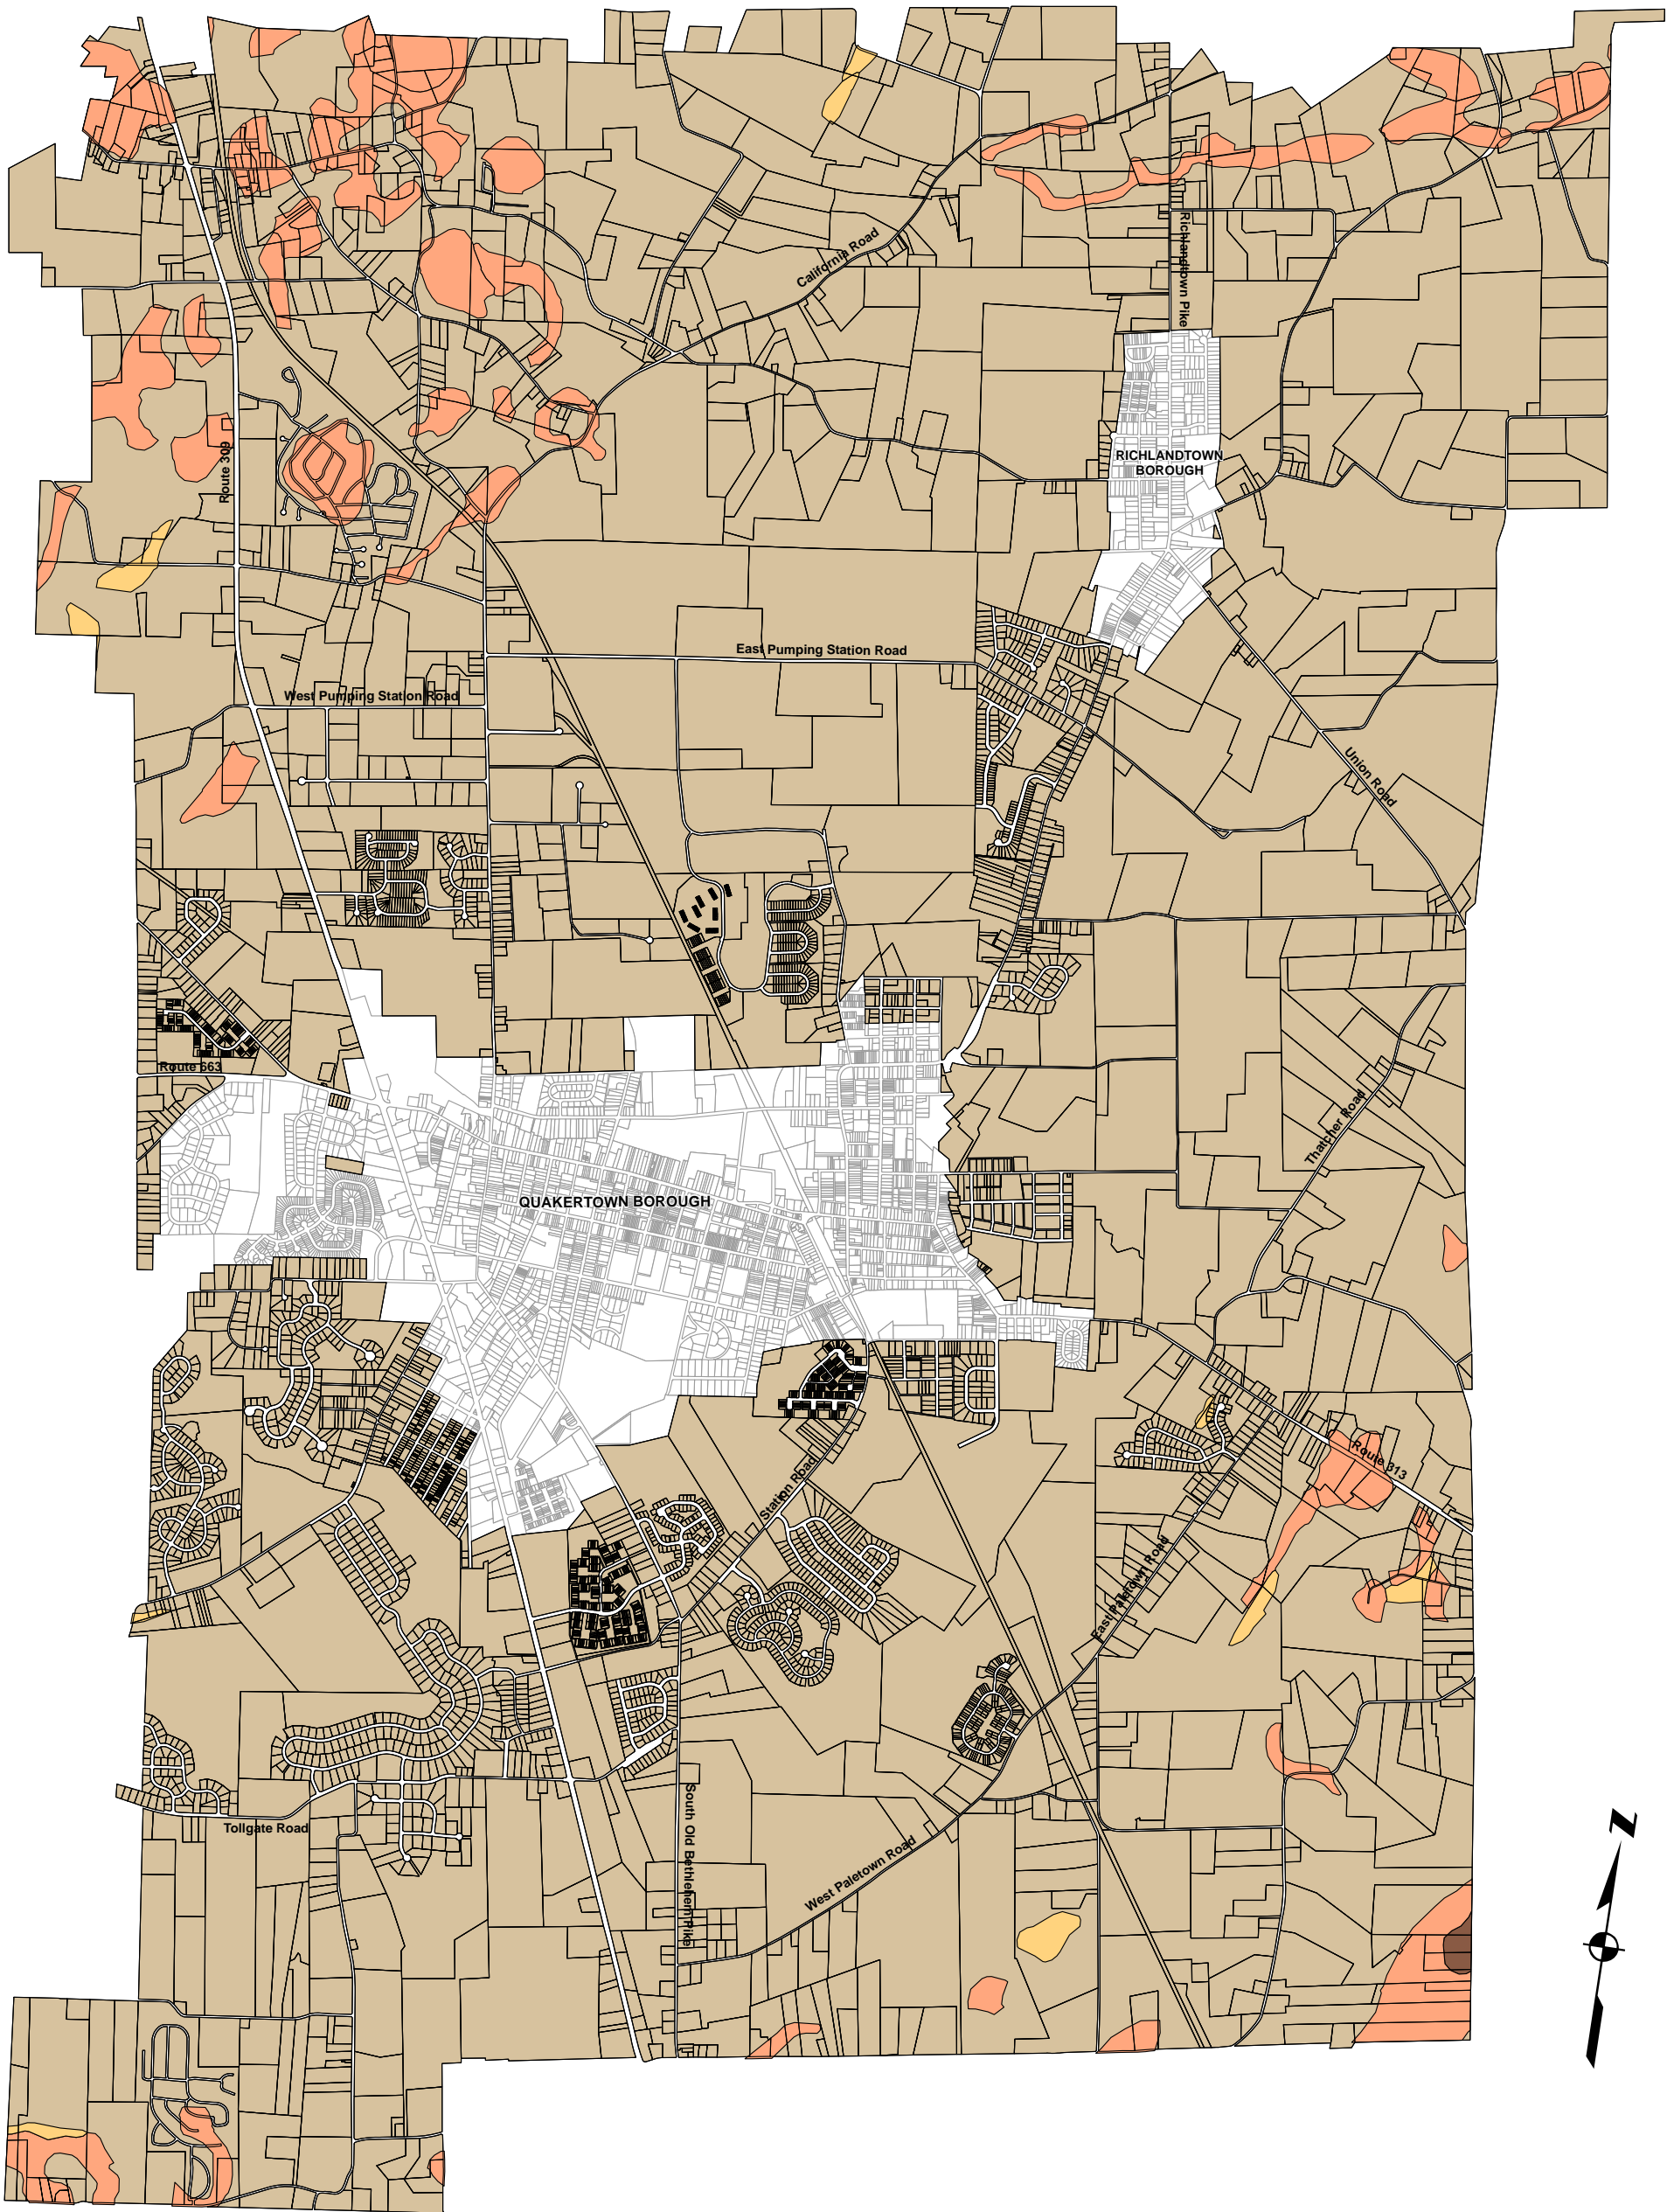 California Road
Richlandtown Pike
RICHLANDTOWN
BOROUGH
Route 309
East Pumping Station Road
West Pumping Station Road
Union Road
Route 663
Thatcher Road
QUAKERTOWN BOROUGH
Route 313
Station Road
East Paletown Road
South Old Bethlehem Pike
Tollgate Road
West Paletown Road
N